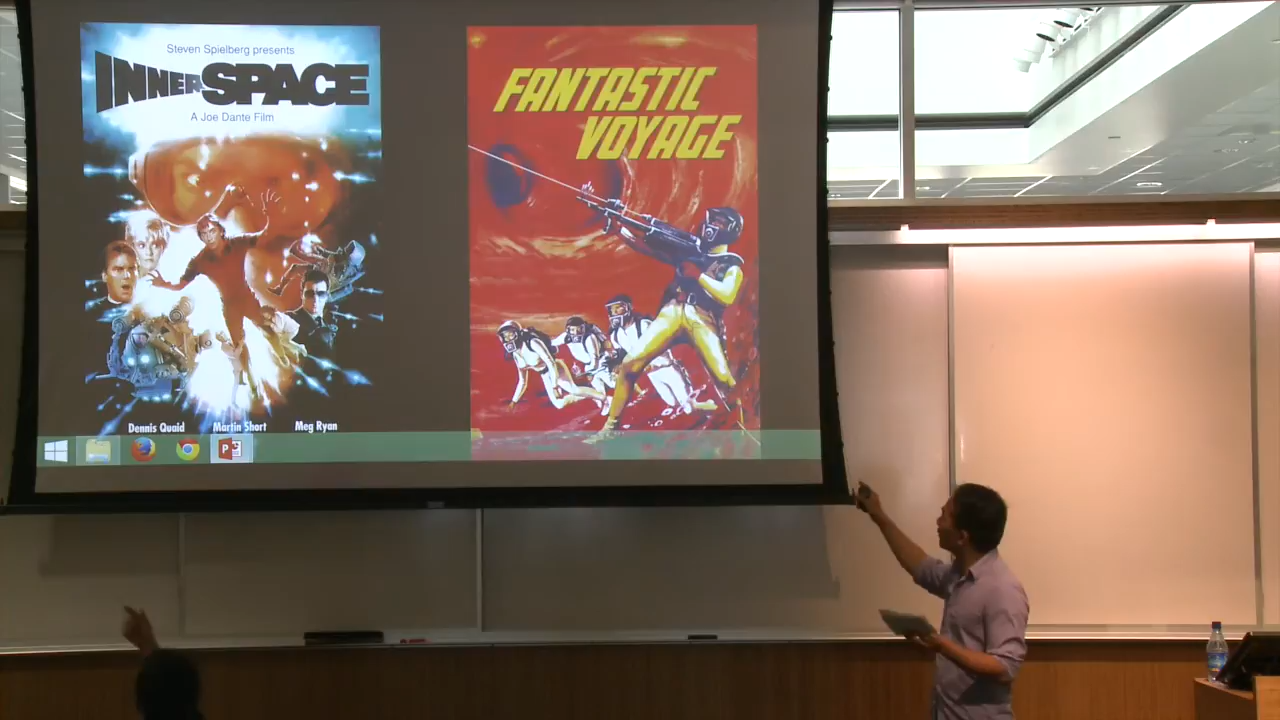 Steven Spielberg presents
INNERSPACE
A Joe Dante Film
Dennis Quaid Martin Short Meg Ryan
FANTASTIC
VOYAGE